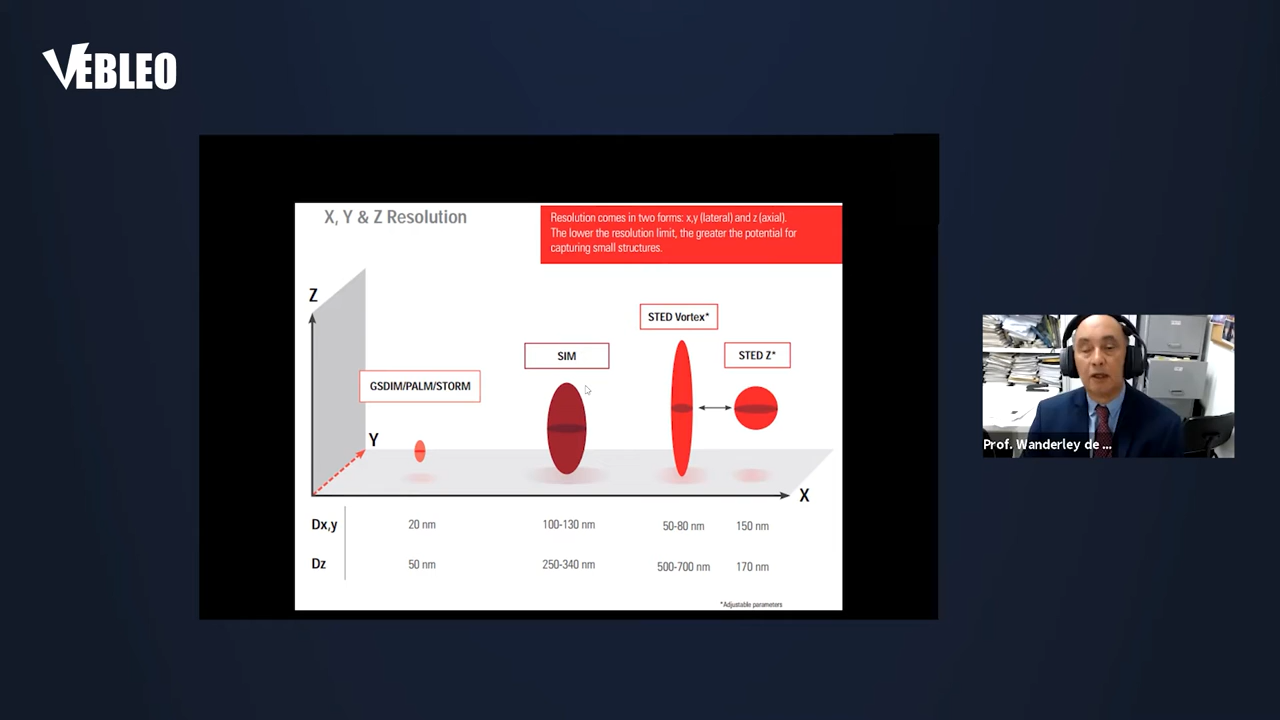 VEBLEO
X, Y & Z Resolution
Resolution comes in two forms: x,y (lateral) and z (axial).
The lower the resolution limit, the greater the potential for
capturing small structures.
Z
STED Vortex*
SIM
STED Z*
GSDIM/PALM/STORM
Y
X
Dx,y 20 nm 100-130 nm 50-80 nm 150 nm
Dz 50 nm 250-340 nm 500-700 nm 170 nm
*Adjustable parameters
Prof. Wanderley de ...